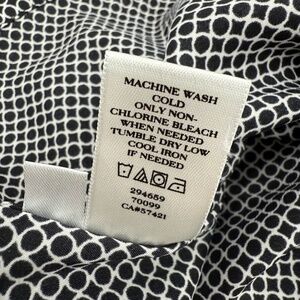 MACHINE WASH
COLD
ONLY NON-
CHLORINE BLEACH
WHEN NEEDED
TUMBLE DRY LOW
COOL IRON
IF NEEDED
294659
70099
CA#57421